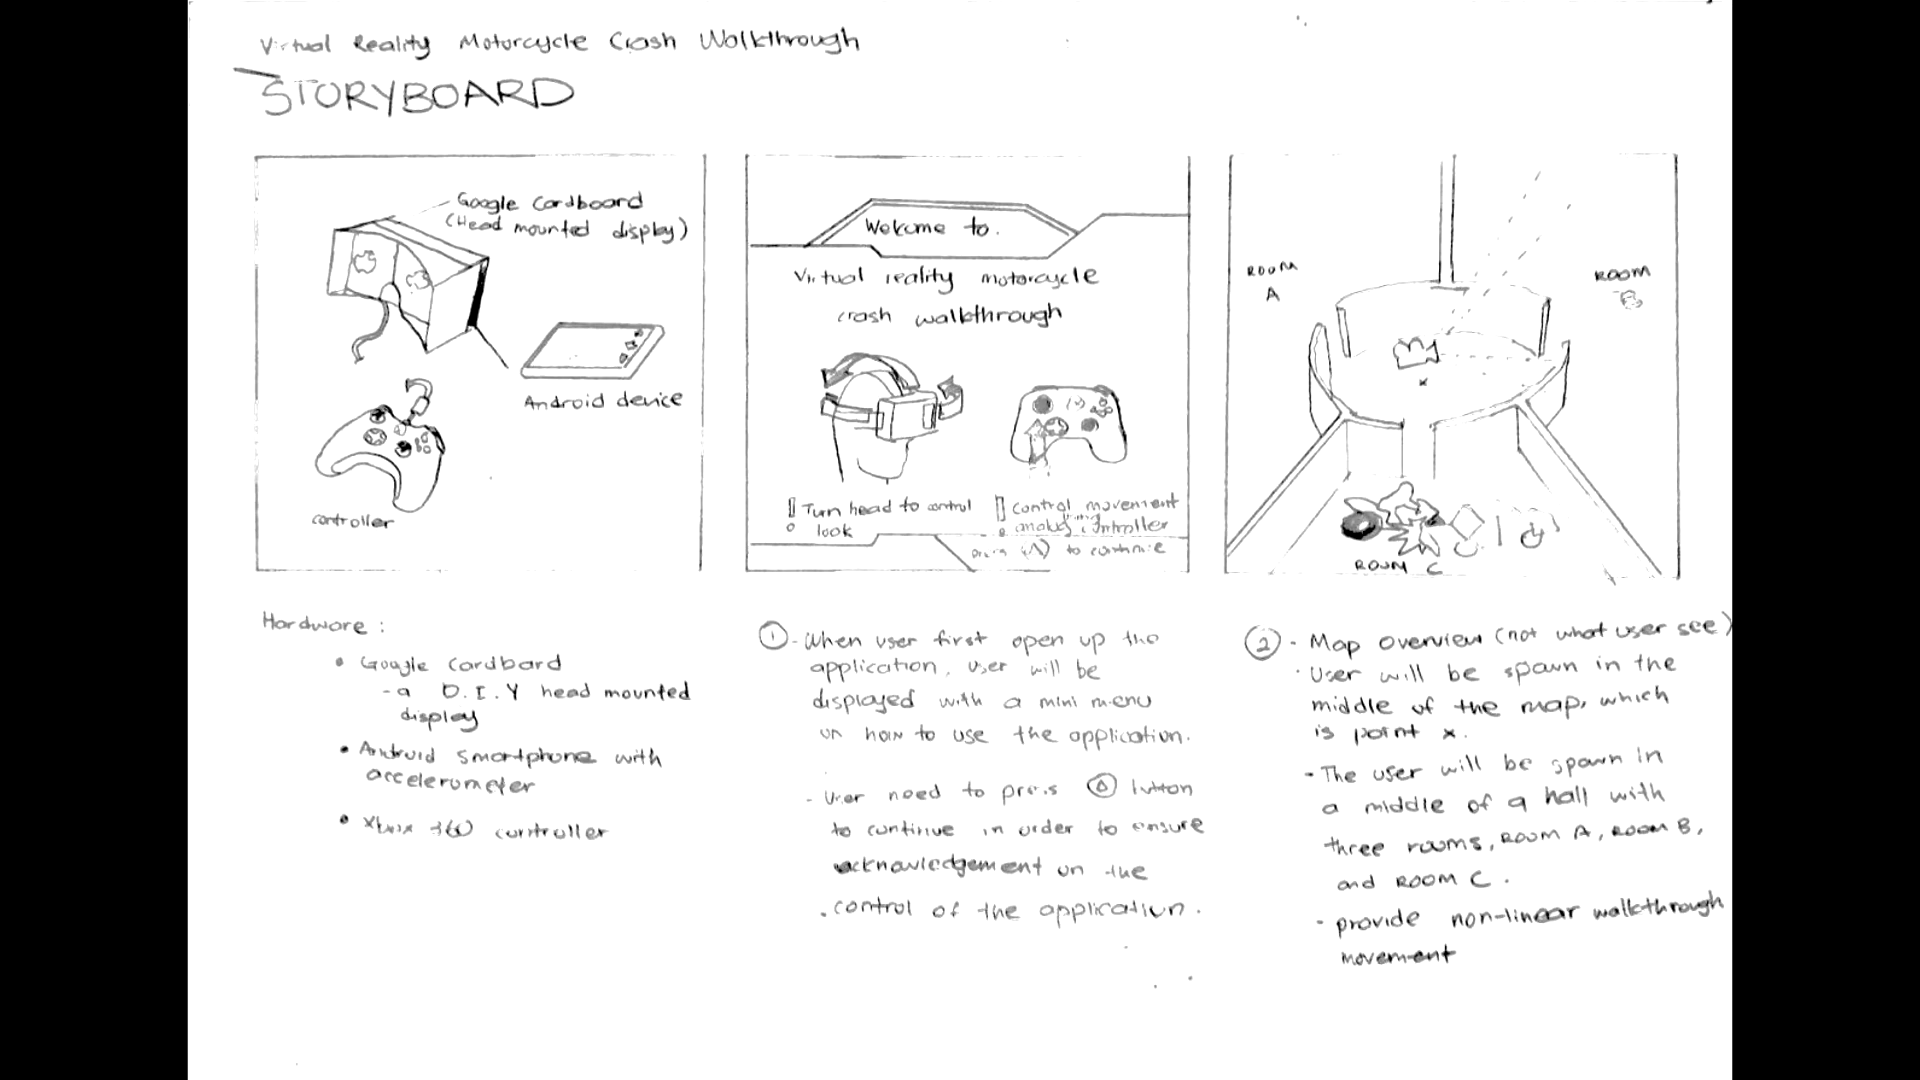 Virtual Reality Motorcycle Crash Walkthrough
STORYBOARD
Google Cardboard
(Head mounted display)
Android device
controller
Welcome to.
Virtual reality motorcycle
crash walkthrough
Turn head to control
look
control movement
analog controller
press (A) to continue
ROOM
A
ROOM
B
x
ROOM C
Hardware:
• Google Cardboard
- a D.I.Y head mounted
display
• Android smartphone with
accelerometer
• Xbox 360 controller
① - When user first open up the
application, user will be
displayed with a mini menu
on how to use the application.
- User need to press Ⓐ button
to continue in order to ensure
acknowledgement on the
control of the application.
② - Map overview (not what user see)
· User will be spawn in the
middle of the map, which
is point x.
- The user will be spawn in
a middle of a hall with
three rooms, ROOM A, ROOM B,
and ROOM C.
- provide non-linear walkthrough
movement